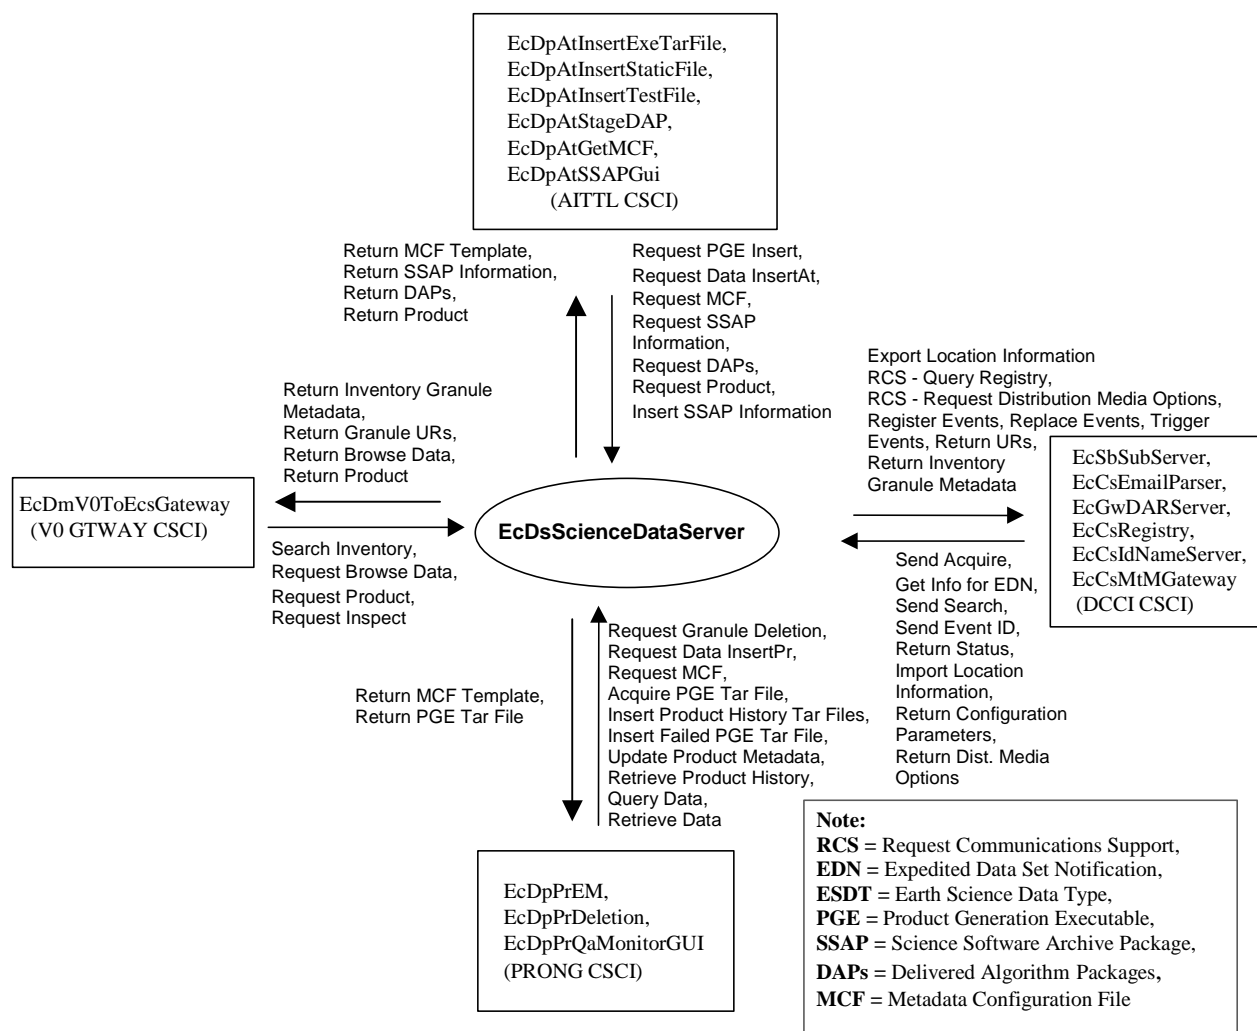 EcDpAtInsertExeTarFile,
EcDpAtInsertStaticFile,
EcDpAtInsertTestFile,
EcDpAtStageDAP,
EcDpAtGetMCF,
EcDpAtSSAPGui
(AITTL CSCI)
Return MCF Template,
Return SSAP Information,
Return DAPs,
Return Product
Request PGE Insert,
Request Data InsertAt,
Request MCF,
Request SSAP
Information,
Request DAPs,
Request Product,
Insert SSAP Information
Export Location Information
RCS - Query Registry,
RCS - Request Distribution Media Options,
Register Events, Replace Events, Trigger
Events, Return URs,
Return Inventory
Granule Metadata
Return Inventory Granule
Metadata,
Return Granule URs,
Return Browse Data,
Return Product
EcDmV0ToEcsGateway
(V0 GTWAY CSCI)
EcDsScienceDataServer
EcSbSubServer,
EcCsEmailParser,
EcGwDARServer,
EcCsRegistry,
EcCsIdNameServer,
EcCsMtMGateway
(DCCI CSCI)
Search Inventory,
Request Browse Data,
Request Product,
Request Inspect
Send Acquire,
Get Info for EDN,
Send Search,
Send Event ID,
Return Status,
Import Location
Information,
Return Configuration
Parameters,
Return Dist. Media
Options
Return MCF Template,
Return PGE Tar File
Request Granule Deletion,
Request Data InsertPr,
Request MCF,
Acquire PGE Tar File,
Insert Product History Tar Files,
Insert Failed PGE Tar File,
Update Product Metadata,
Retrieve Product History,
Query Data,
Retrieve Data
EcDpPrEM,
EcDpPrDeletion,
EcDpPrQaMonitorGUI
(PRONG CSCI)
Note:
RCS = Request Communications Support,
EDN = Expedited Data Set Notification,
ESDT = Earth Science Data Type,
PGE = Product Generation Executable,
SSAP = Science Software Archive Package,
DAPs = Delivered Algorithm Packages,
MCF = Metadata Configuration File